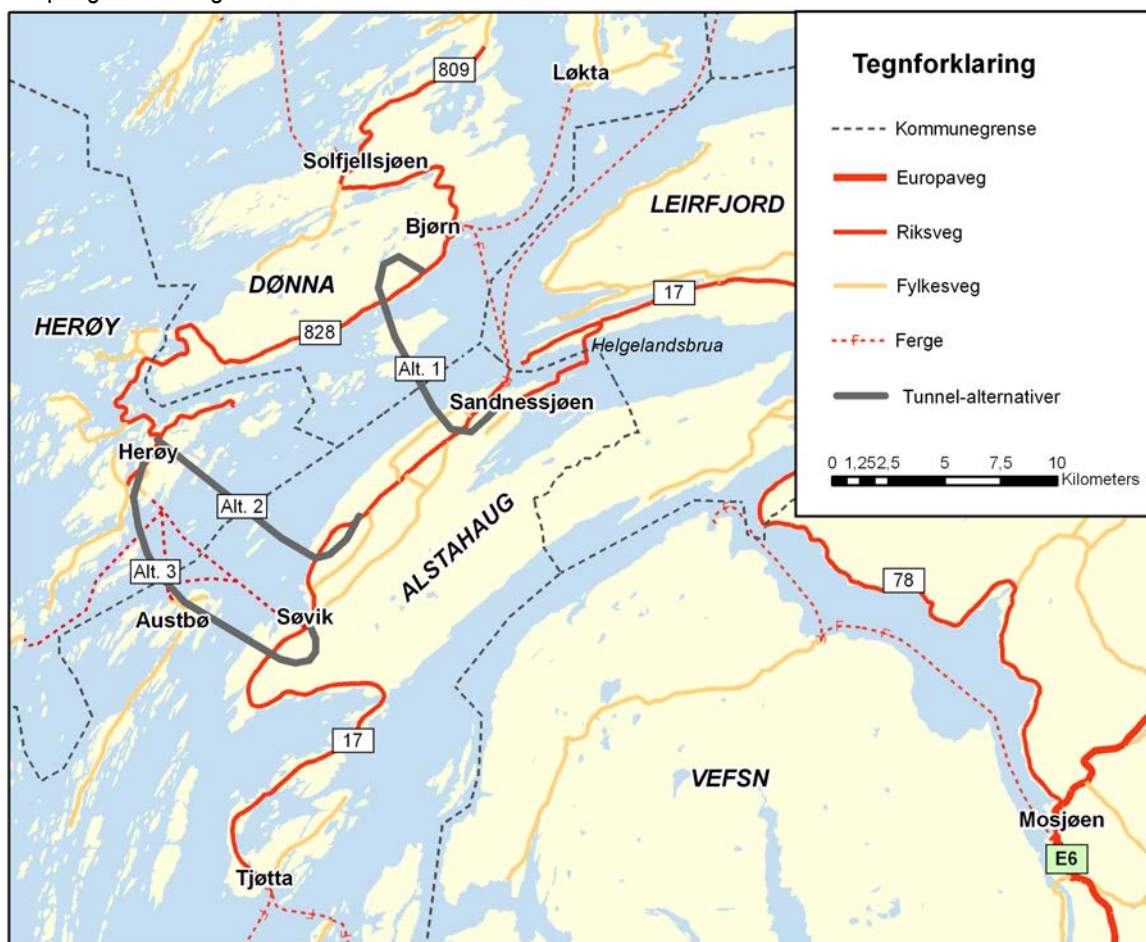 809
Løkta
Solfjellsjøen
Bjørn
LEIRFJORD
DØNNA
17
HERØY
828
Helgelandsbrua
Alt. 1
Sandnessjøen
Herøy
Alt. 2
ALSTAHAUG
Alt. 3
78
Austbø
Søvik
17
VEFSN
Mosjøen
E6
Tjøtta
Tegnforklaring
Kommunegrense
Europaveg
Riksveg
Fylkesveg
F Ferge
Tunnel-alternativer
0 1,25 2,5 5 7,5 10
Kilometers